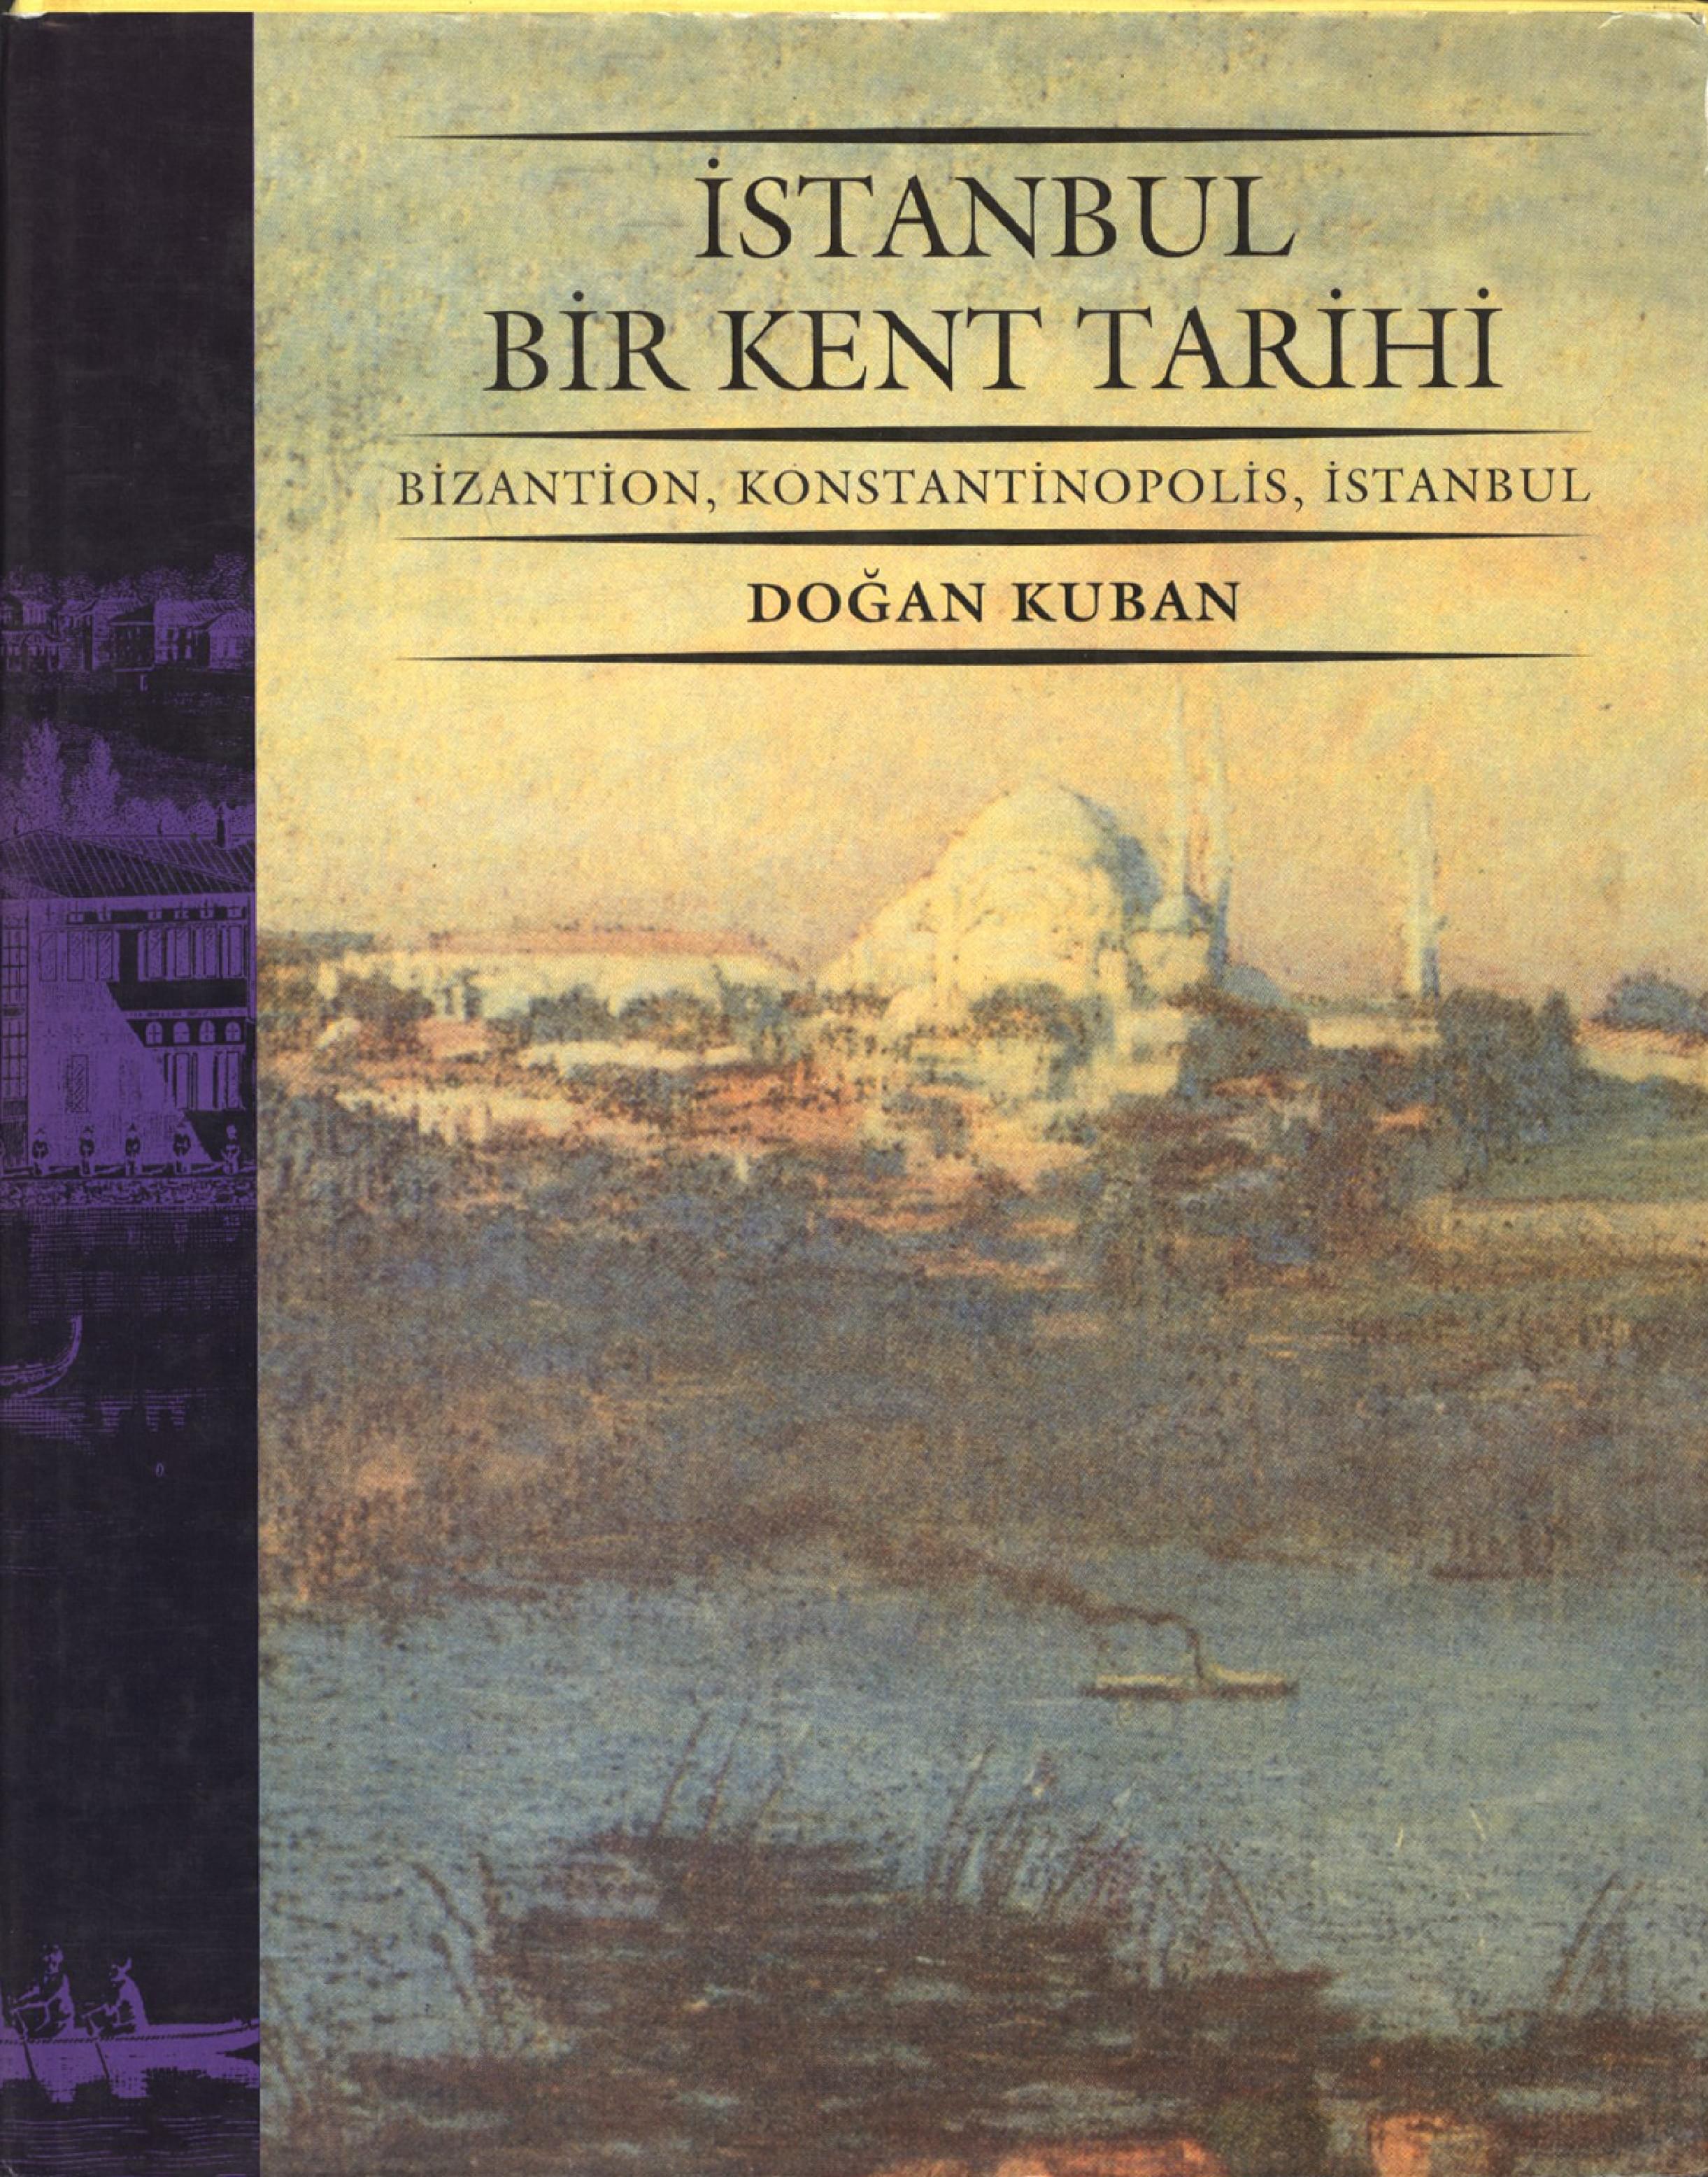 İSTANBUL
BİR KENT TARİHİ
BİZANTİON, KONSTANTİNOPOLİS, İSTANBUL
DOĞAN KUBAN